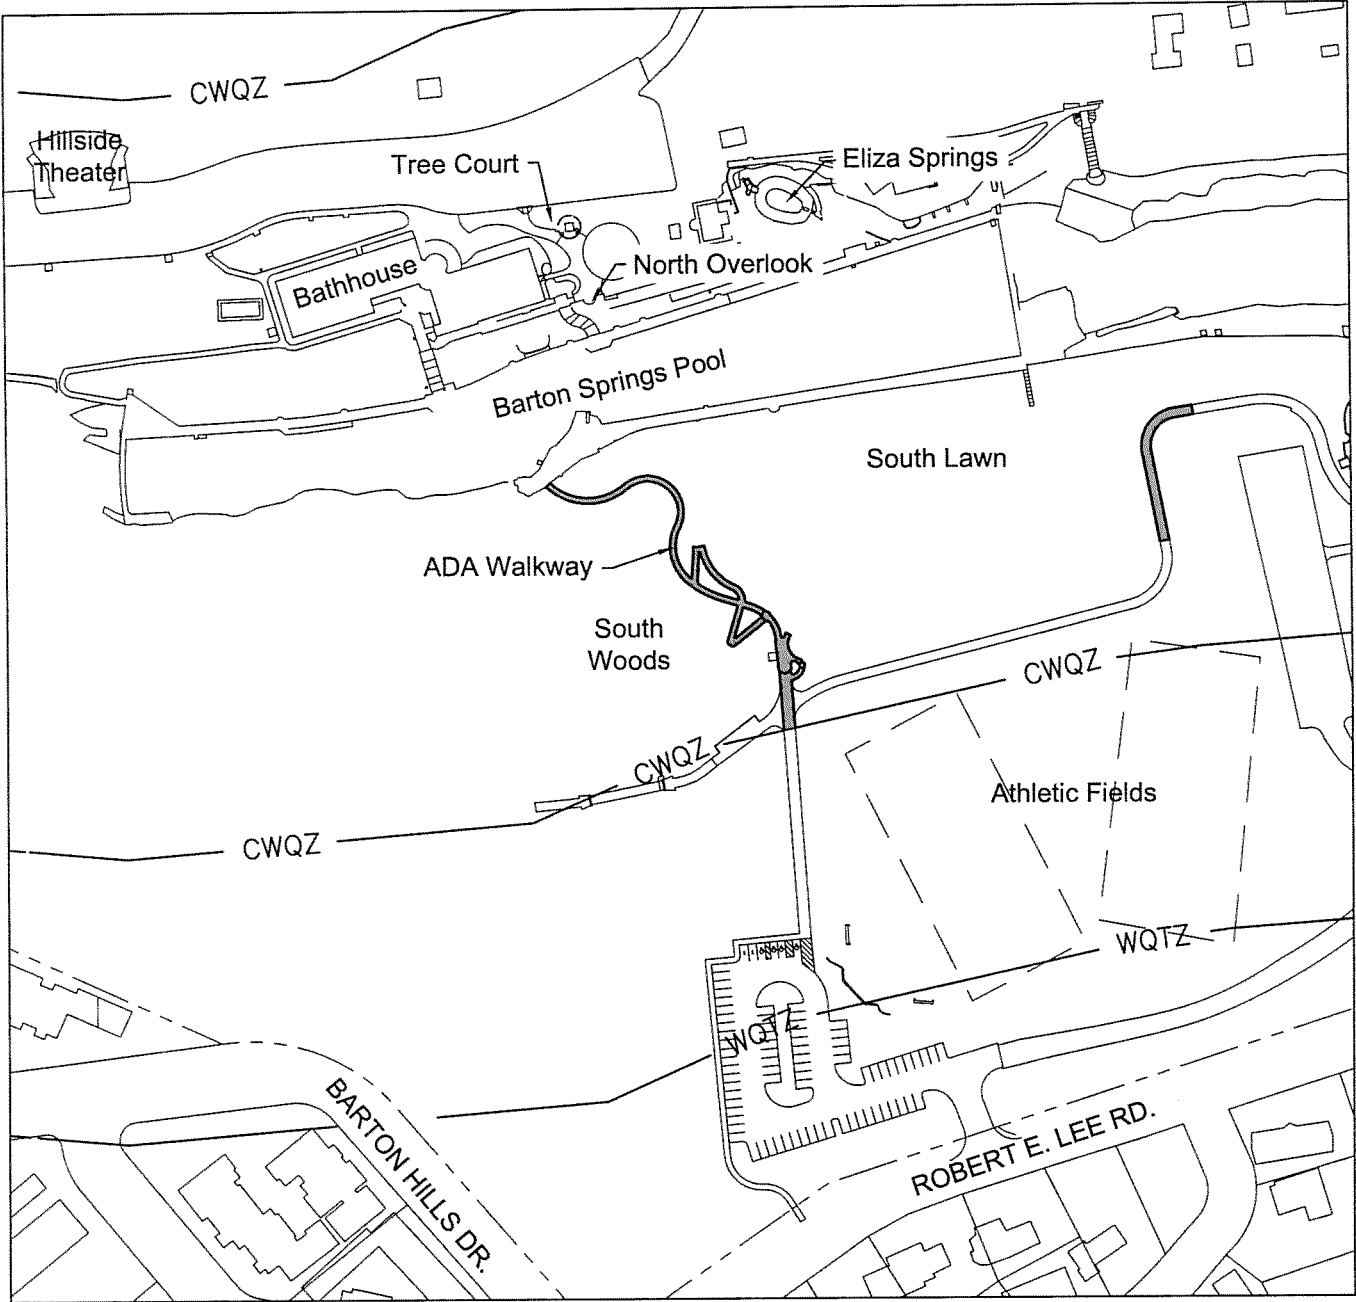 CWQZ
Hillside
Theater
Tree Court
Eliza Springs
North Overlook
Bathhouse
Barton Springs Pool
South Lawn
ADA Walkway
South
Woods
CWQZ
CWQZ
Athletic Fields
CWQZ
WQTZ
WQTZ
BARTON HILLS DR.
ROBERT E. LEE RD.